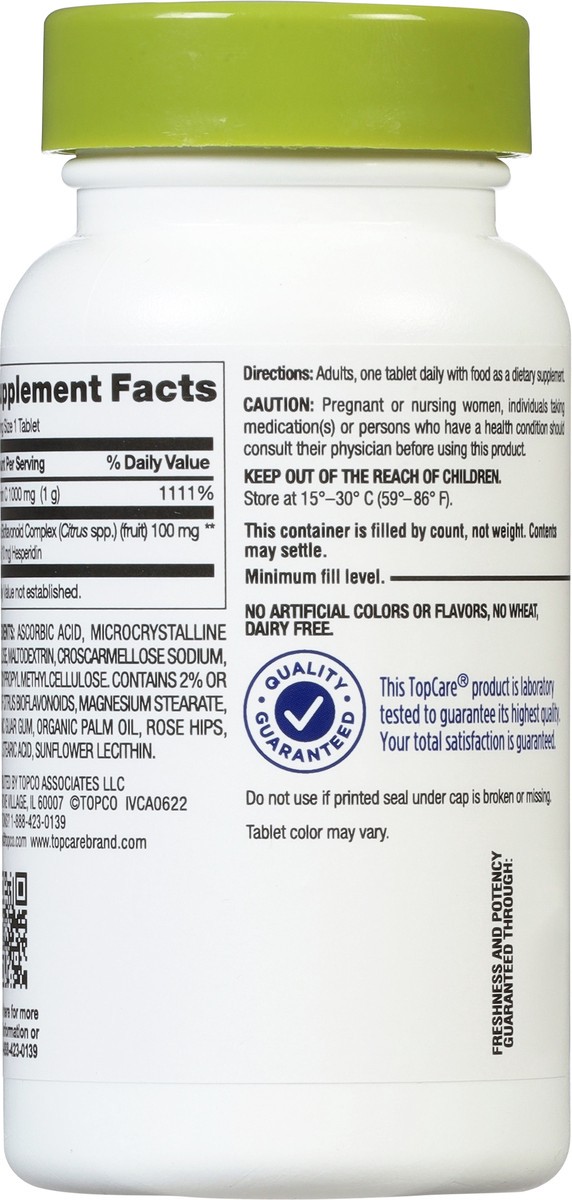 Supplement Facts
Size 1 Tablet
Per Serving % Daily Value
C 1000 mg (1 g) 1111%
Bioflavonoid Complex (Citrus spp.) (fruit) 100 mg **
Hesperidin
Value not established.
ASCORBIC ACID, MICROCRYSTALLINE
MALTODEXTRIN, CROSCARMELLOSE SODIUM,
CONTAINS 2% OR
CITRUS BIOFLAVONOIDS, MAGNESIUM STEARATE,
GUAR GUM, ORGANIC PALM OIL, ROSE HIPS,
STEARIC ACID, SUNFLOWER LECITHIN.
BY TOPCO ASSOCIATES LLC
VILLAGE, IL 60007 ©TOPCO IVCA0622
1-888-423-0139
www.topcarebrand.com
for more
information or
-423-0139
Directions: Adults, one tablet daily with food as a dietary supplement.
CAUTION: Pregnant or nursing women, individuals taking
medication(s) or persons who have a health condition should
consult their physician before using this product.
KEEP OUT OF THE REACH OF CHILDREN.
Store at 15°–30° C (59°–86° F).
This container is filled by count, not weight. Contents
may settle.
Minimum fill level.
NO ARTIFICIAL COLORS OR FLAVORS, NO WHEAT,
DAIRY FREE.
• QUALITY •
GUARANTEED
This TopCare® product is laboratory
tested to guarantee its highest quality.
Your total satisfaction is guaranteed.
Do not use if printed seal under cap is broken or missing.
Tablet color may vary.
FRESHNESS AND POTENCY
GUARANTEED THROUGH: